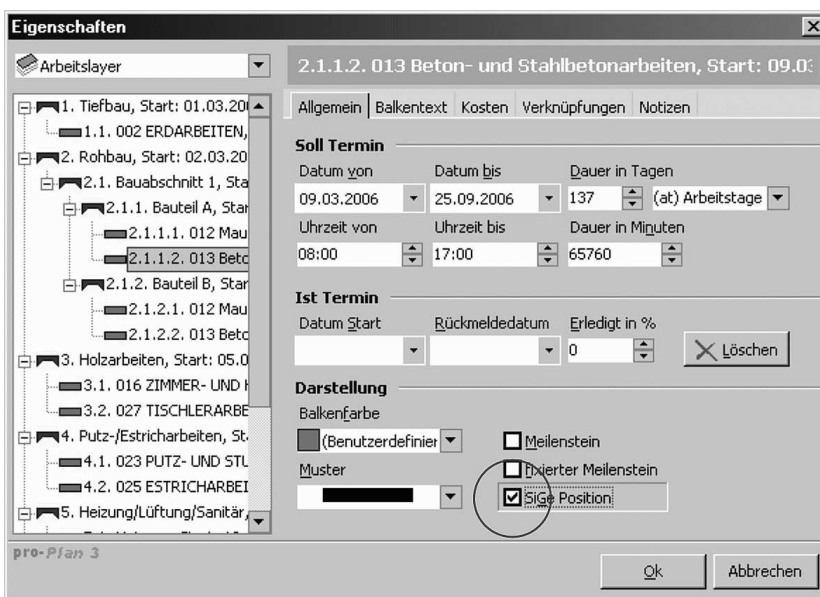 Eigenschaften
Arbeitslayer
1. Tiefbau, Start: 01.03.20
1.1. 002 ERDARBEITEN,
2. Rohbau, Start: 02.03.20
2.1. Bauabschnitt 1, Sta
2.1.1. Bauteil A, Star
2.1.1.1. 012 Mau
2.1.1.2. 013 Beto
2.1.2. Bauteil B, Star
2.1.2.1. 012 Mau
2.1.2.2. 013 Beto
3. Holzarbeiten, Start: 05.0
3.1. 016 ZIMMER- UND
3.2. 027 TISCHLERARBE
4. Putz-/Estricharbeiten, St
4.1. 023 PUTZ- UND STU
4.2. 025 ESTRICHARBEI
5. Heizung/Lüftung/Sanitär,
pro-Plan 3
2.1.1.2. 013 Beton- und Stahlbetonarbeiten, Start: 09.03
Allgemein Balkentext Kosten Verknüpfungen Notizen
Soll Termin
Datum von Datum bis Dauer in Tagen
09.03.2006 25.09.2006 137 (at) Arbeitstage
Uhrzeit von Uhrzeit bis Dauer in Minuten
08:00 17:00 65760
Ist Termin
Datum Start Rückmeldedatum Erledigt in %
0 Löschen
Darstellung
Balkenfarbe
(Benutzerdefinier Meilenstein
Muster fixierter Meilenstein
SiGe Position
Ok Abbrechen